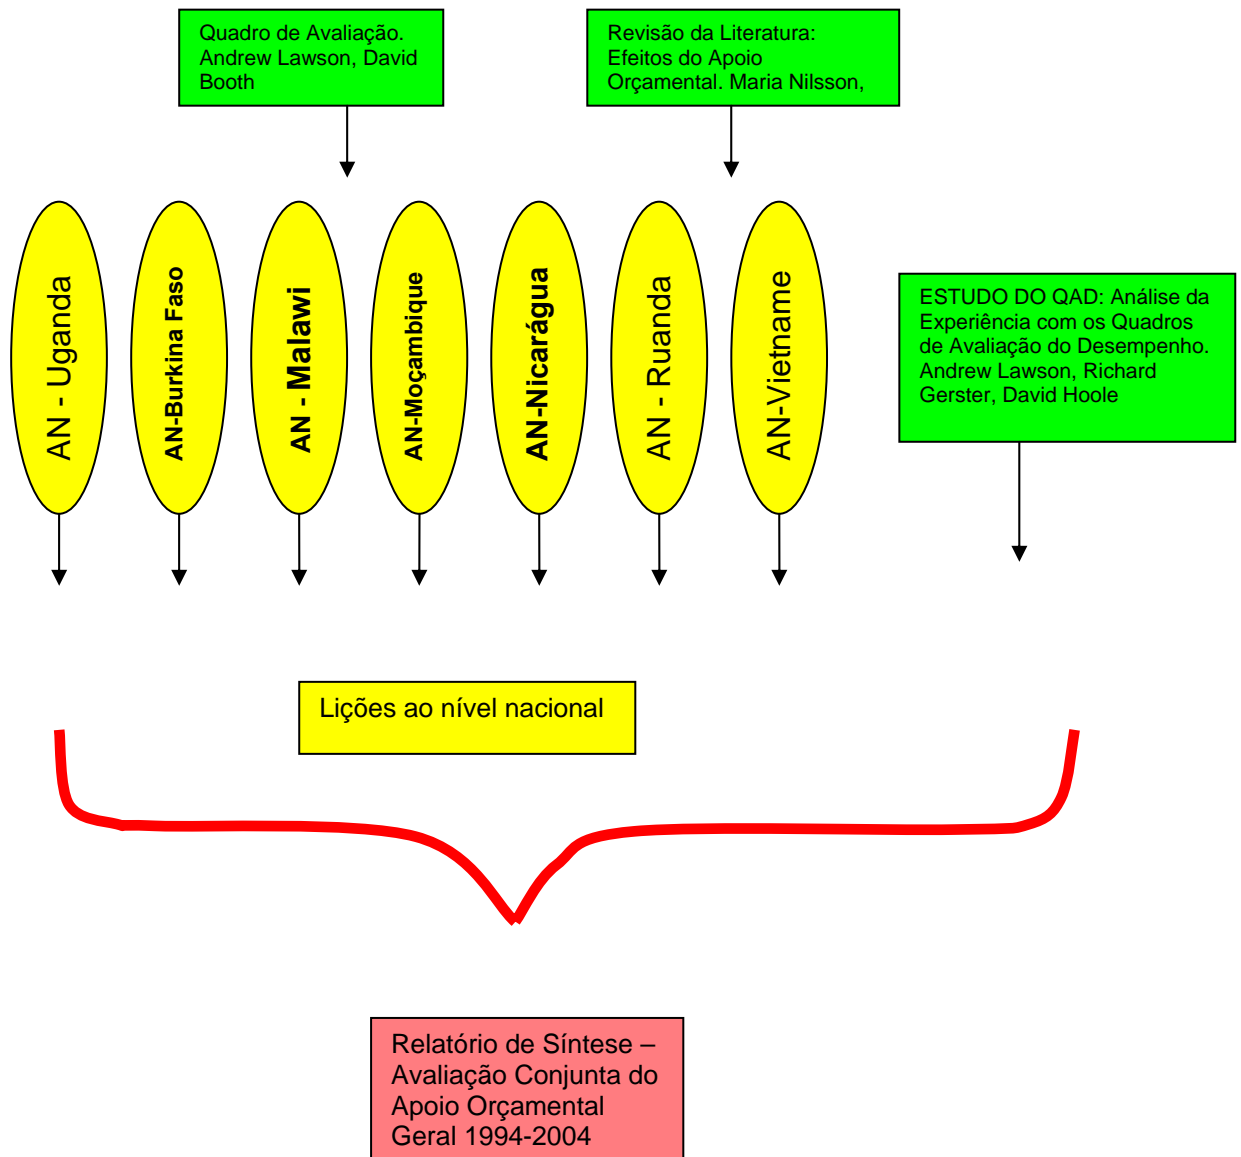 Quadro de Avaliação.
Andrew Lawson, David
Booth
Revisão da Literatura:
Efeitos do Apoio
Orçamental. Maria Nilsson,
AN - Uganda
AN-Burkina Faso
AN - Malawi
AN-Moçambique
AN-Nicarágua
AN - Ruanda
AN-Vietname
ESTUDO DO QAD: Análise da
Experiência com os Quadros
de Avaliação do Desempenho.
Andrew Lawson, Richard
Gerster, David Hoole
Lições ao nível nacional
Relatório de Síntese –
Avaliação Conjunta do
Apoio Orçamental
Geral 1994-2004